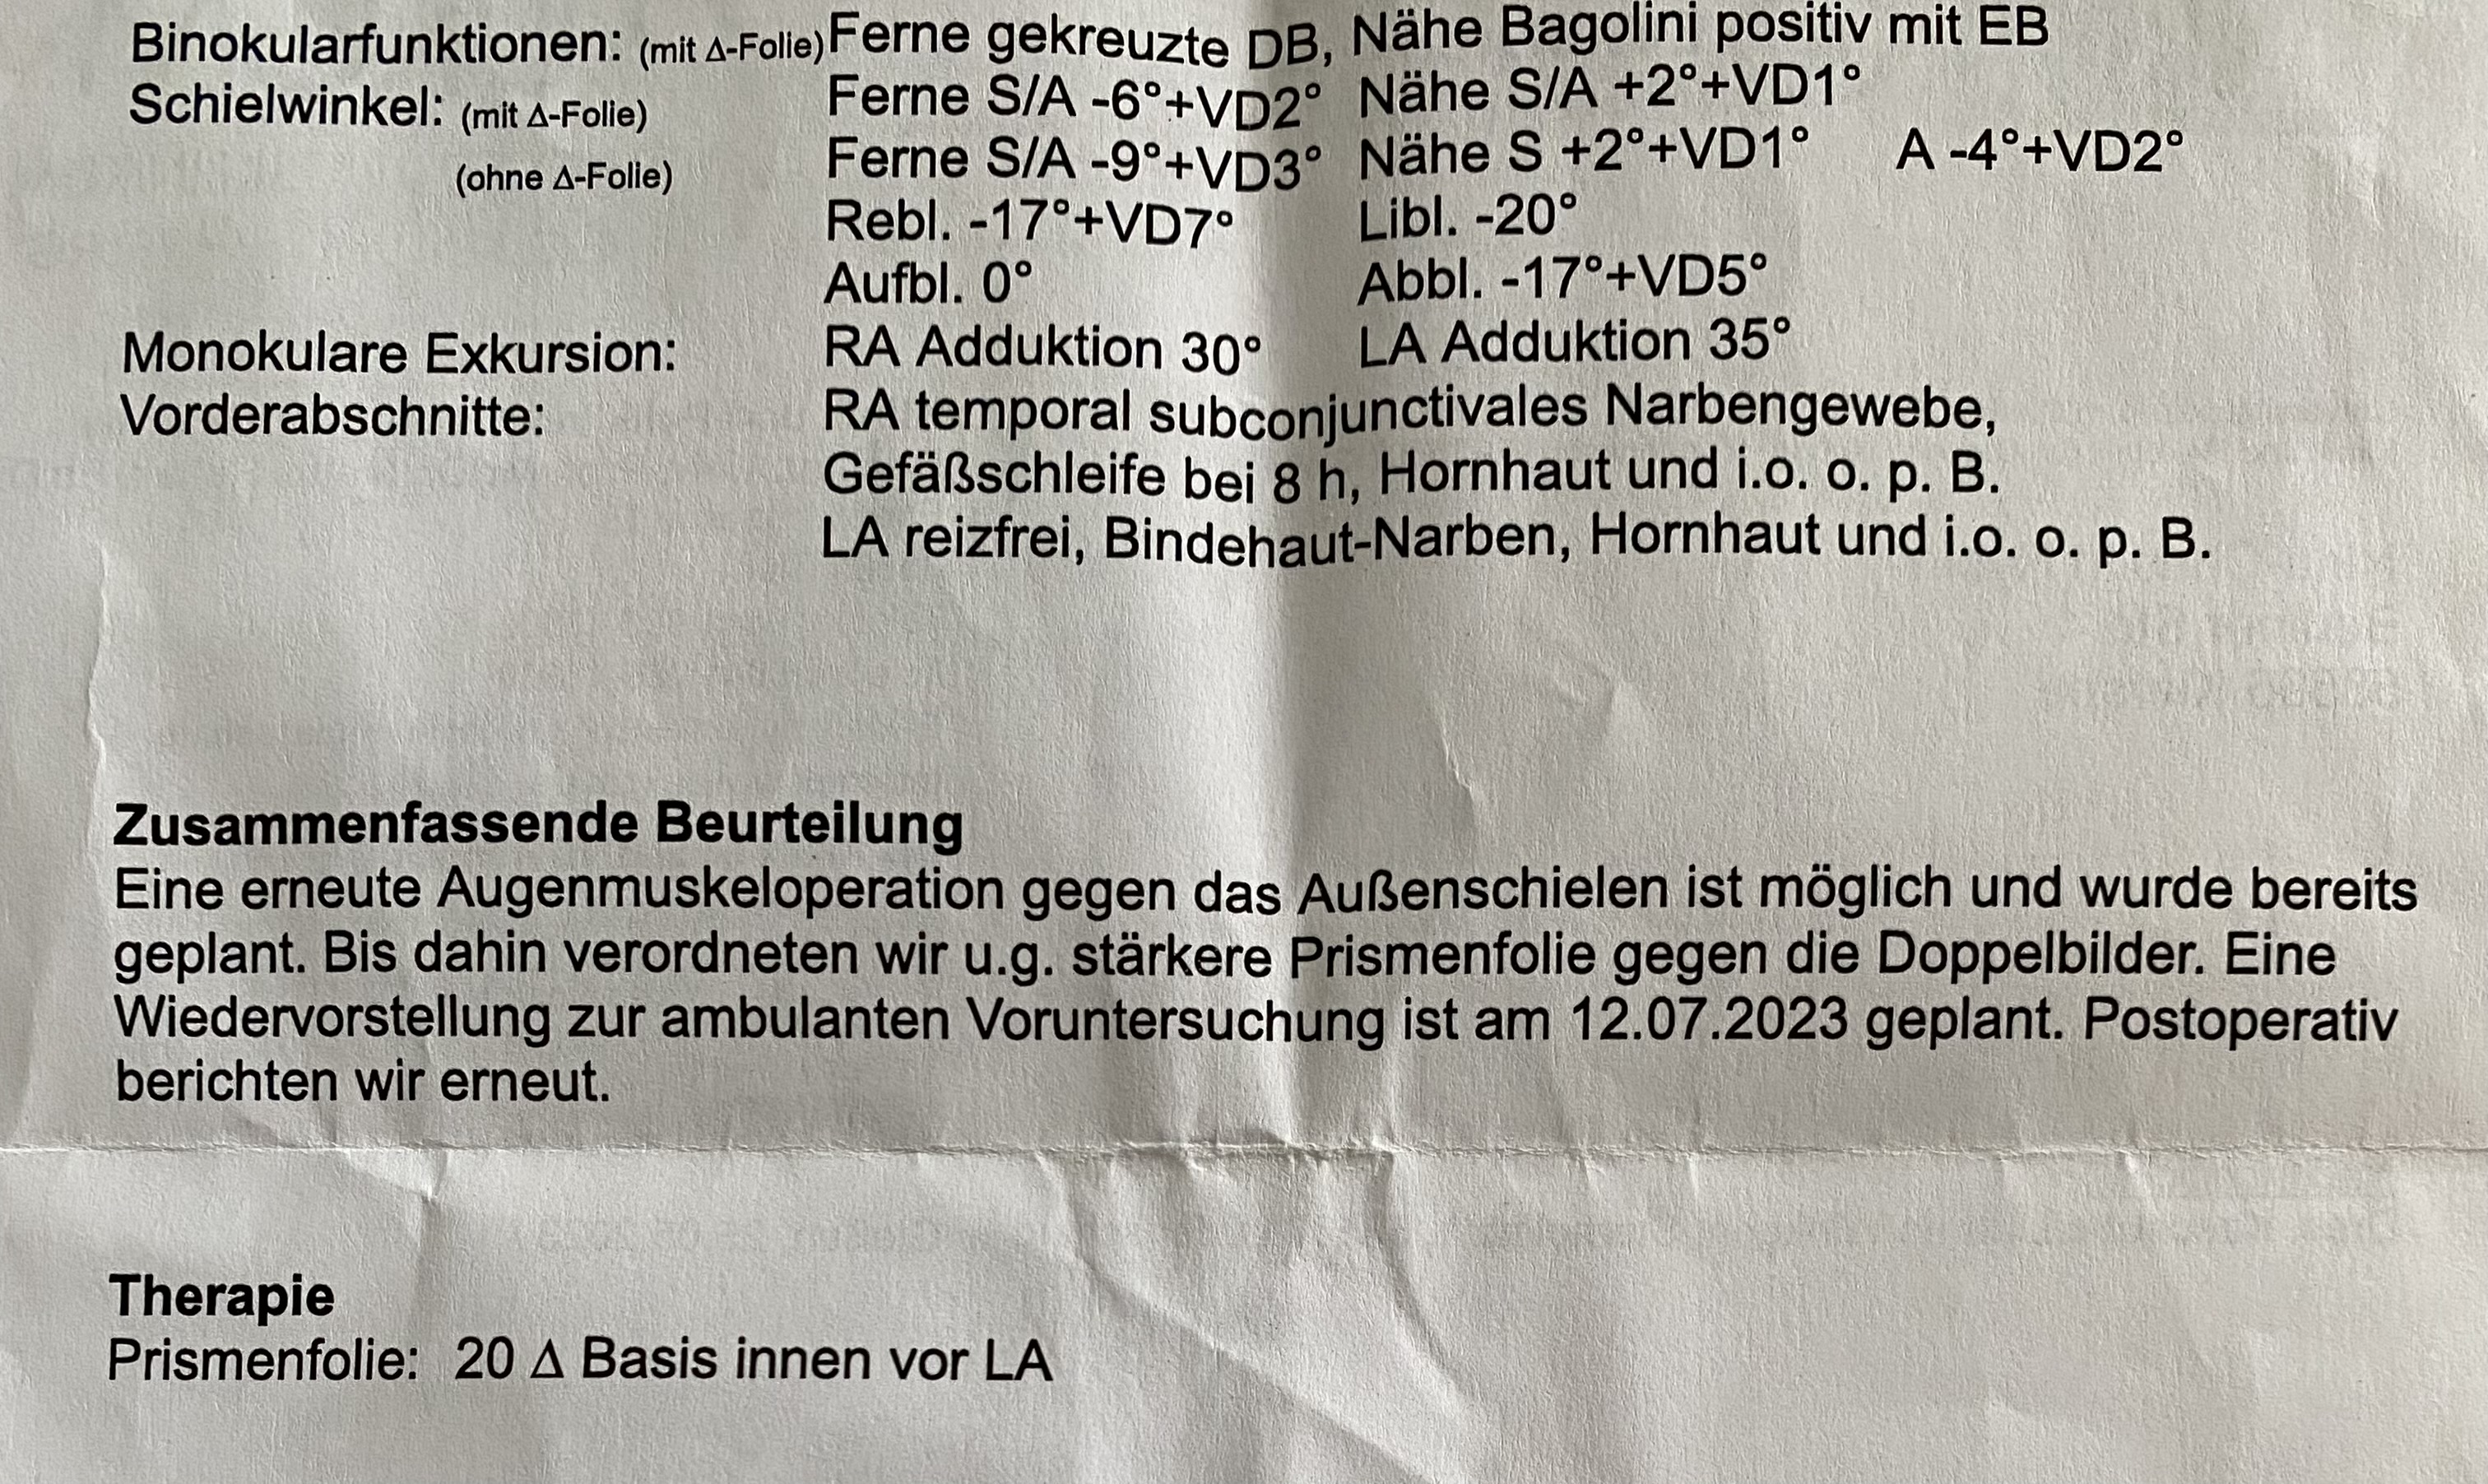 Binokularfunktionen: (mit Δ-Folie) Ferne gekreuzte DB, Nähe Bagolini positiv mit EB
Schielwinkel: (mit Δ-Folie) Ferne S/A -6°+VD2° Nähe S/A +2°+VD1°
(ohne Δ-Folie) Ferne S/A -9°+VD3° Nähe S +2°+VD1° A -4°+VD2°
Rebl. -17°+VD7° Libl. -20°
Aufbl. 0° Abbl. -17°+VD5°
Monokulare Exkursion: RA Adduktion 30° LA Adduktion 35°
Vorderabschnitte: RA temporal subconjunctivales Narbengewebe,
Gefäßschleife bei 8 h, Hornhaut und i.o. o. p. B.
LA reizfrei, Bindehaut-Narben, Hornhaut und i.o. o. p. B.
Zusammenfassende Beurteilung
Eine erneute Augenmuskeloperation gegen das Außenschielen ist möglich und wurde bereits
geplant. Bis dahin verordneten wir u.g. stärkere Prismenfolie gegen die Doppelbilder. Eine
Wiedervorstellung zur ambulanten Voruntersuchung ist am 12.07.2023 geplant. Postoperativ
berichten wir erneut.
Therapie
Prismenfolie: 20 Δ Basis innen vor LA